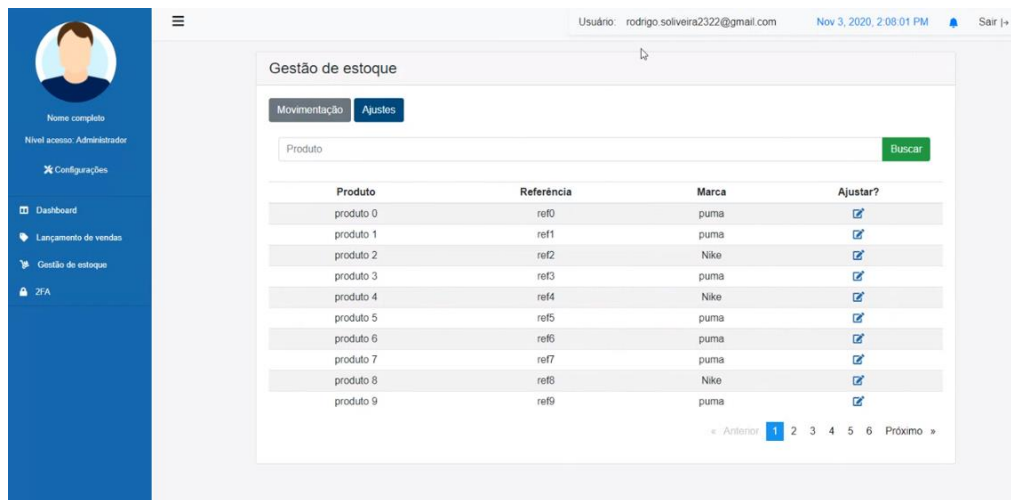 Usuário: rodrigo.soliveira2322@gmail.com Nov 3, 2020, 2:08:01 PM Sair
Nome completo
Nível acesso: Administrador
Configurações
Dashboard
Lançamento de vendas
Gestão de estoque
2FA
Gestão de estoque
Movimentação Ajustes
Produto Buscar
Produto Referência Marca Ajustar?
produto 0 ref0 puma
produto 1 ref1 puma
produto 2 ref2 Nike
produto 3 ref3 puma
produto 4 ref4 Nike
produto 5 ref5 puma
produto 6 ref6 puma
produto 7 ref7 puma
produto 8 ref8 Nike
produto 9 ref9 puma
« Anterior 1 2 3 4 5 6 Próximo »